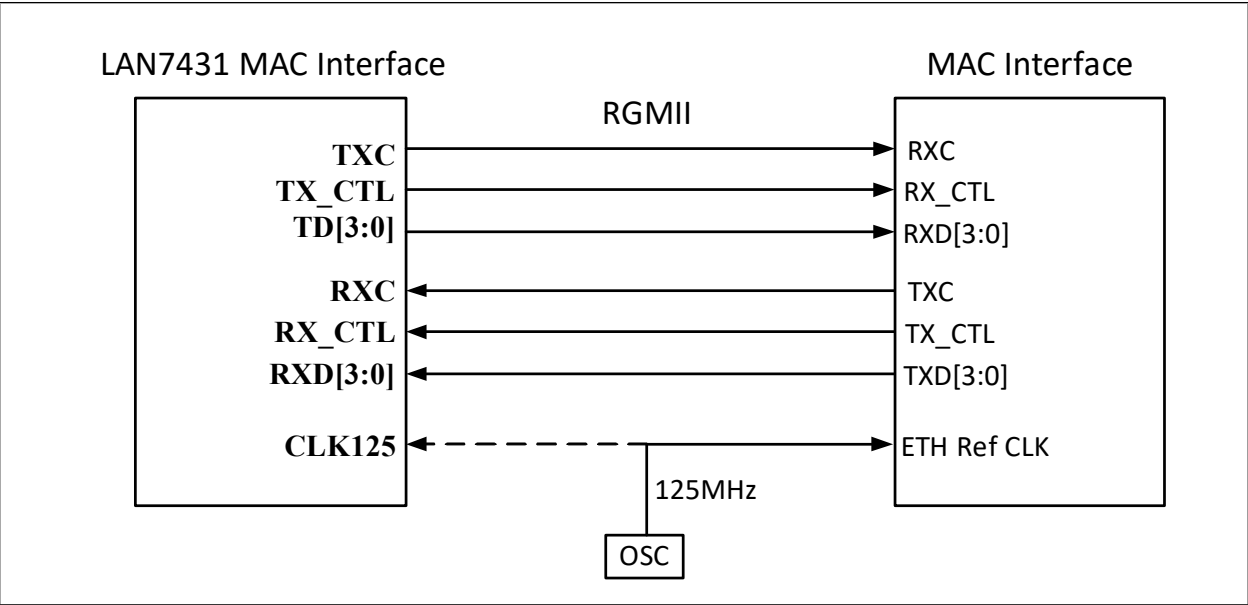 LAN7431 MAC Interface
MAC Interface
RGMII
TXC
RXC
TX_CTL
RX_CTL
TD[3:0]
RXD[3:0]
RXC
TXC
RX_CTL
TX_CTL
RXD[3:0]
TXD[3:0]
CLK125
ETH Ref CLK
125MHz
OSC